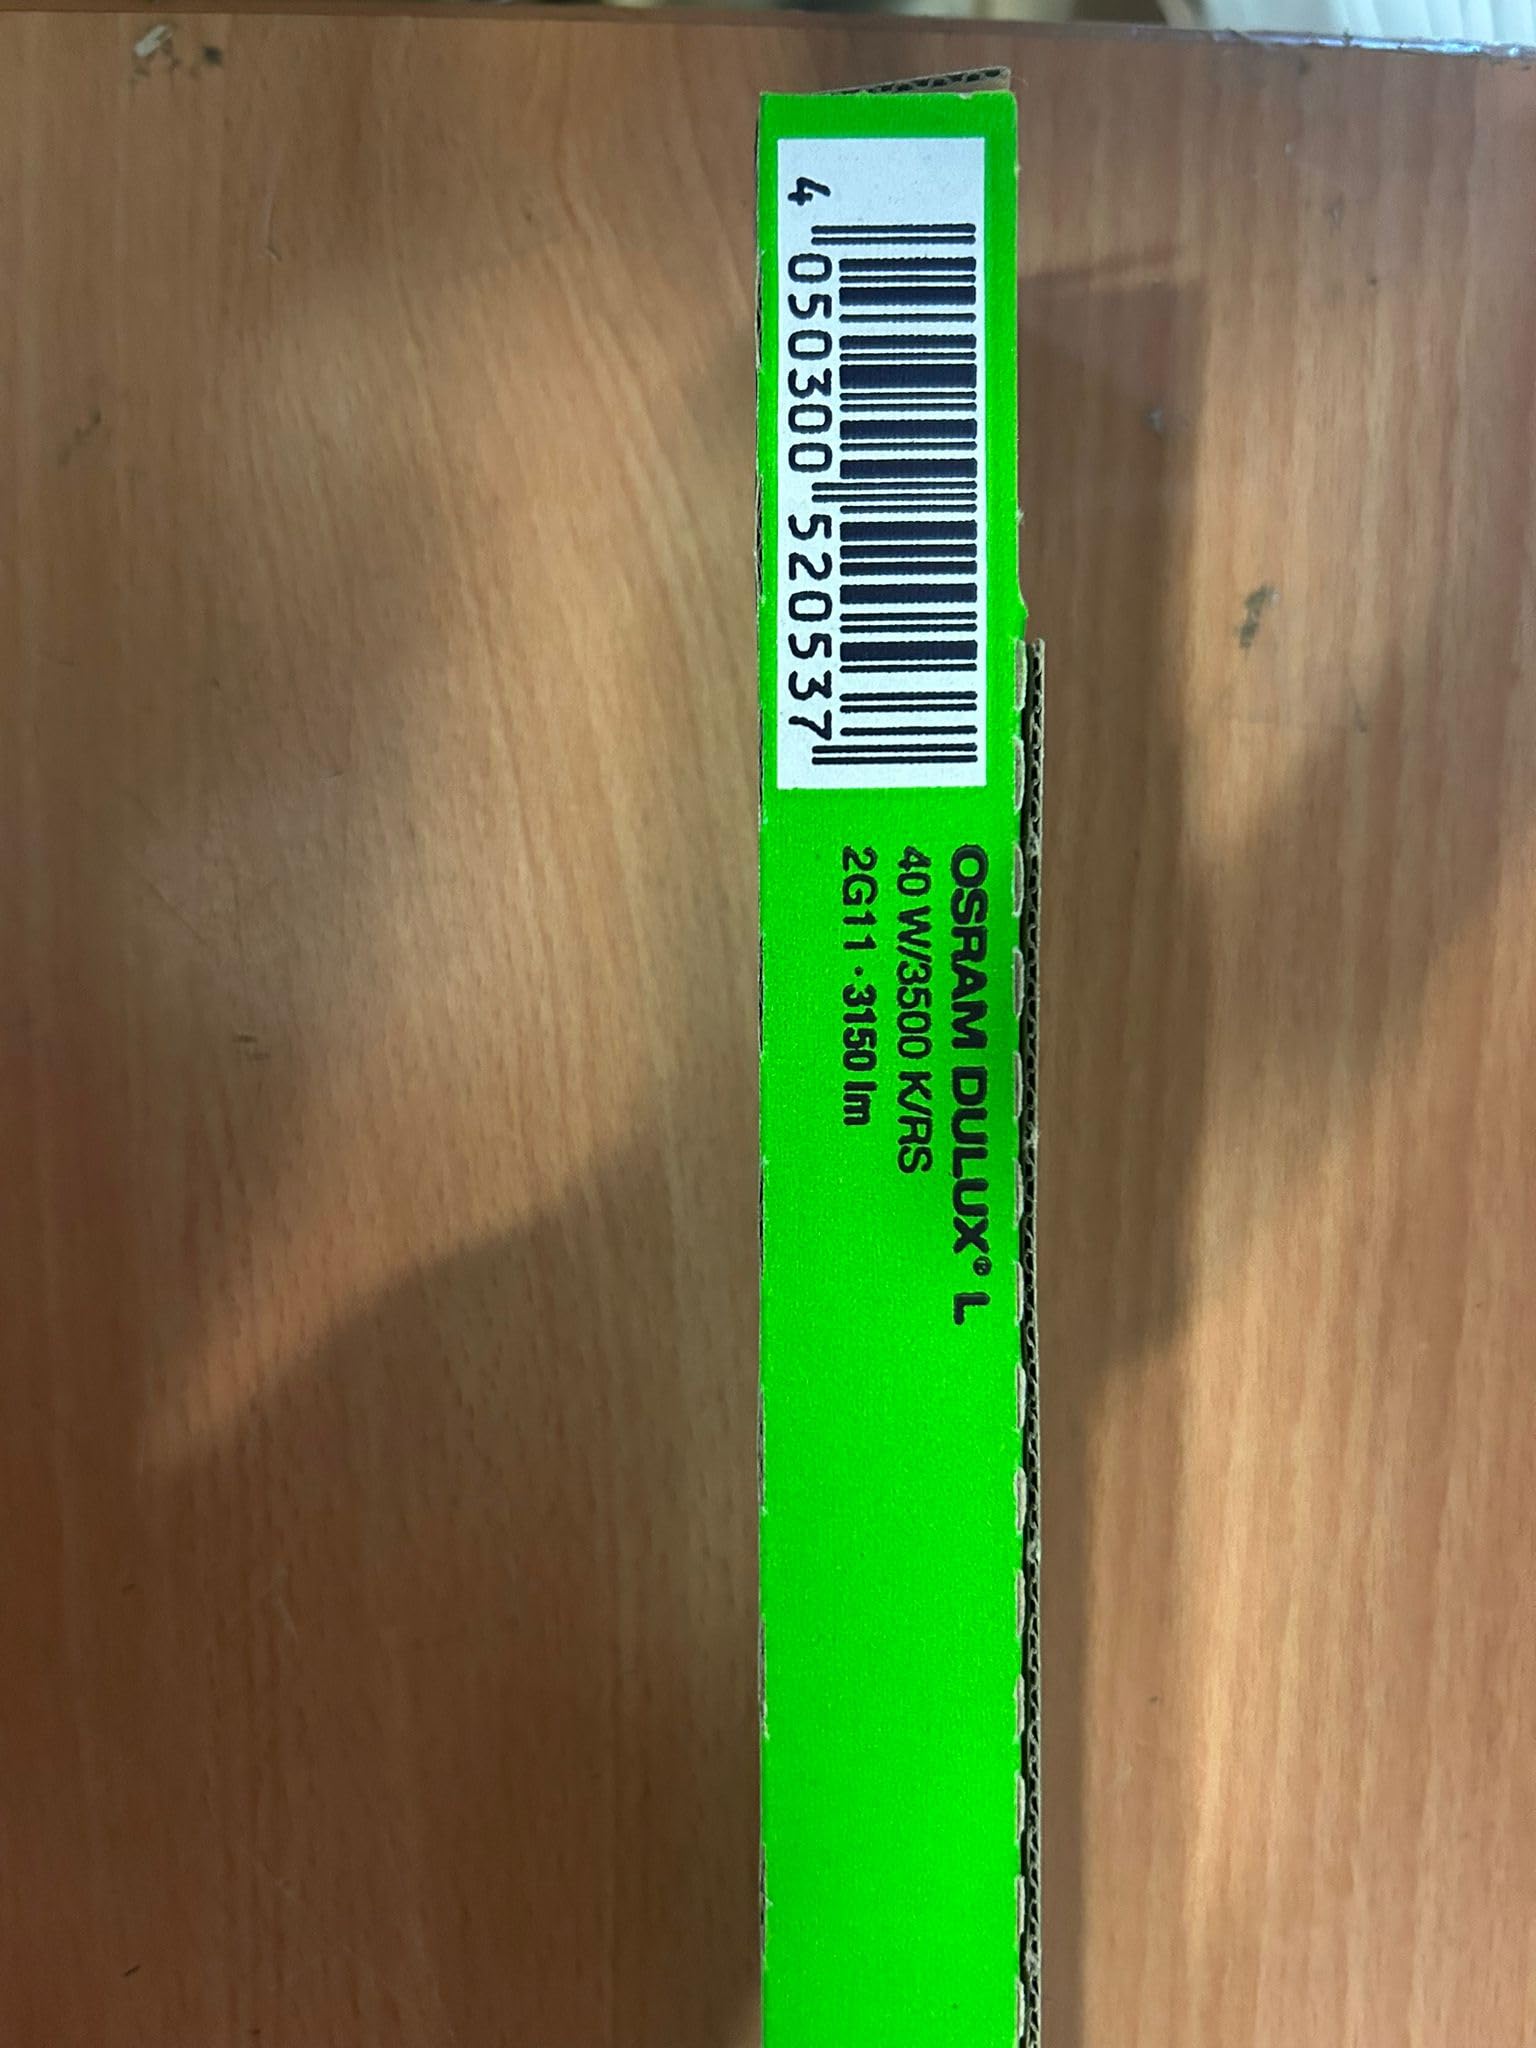 4 050300 520537
OSRAM DULUX® L
40 W/3500 K/RS
2G11 · 3150 lm